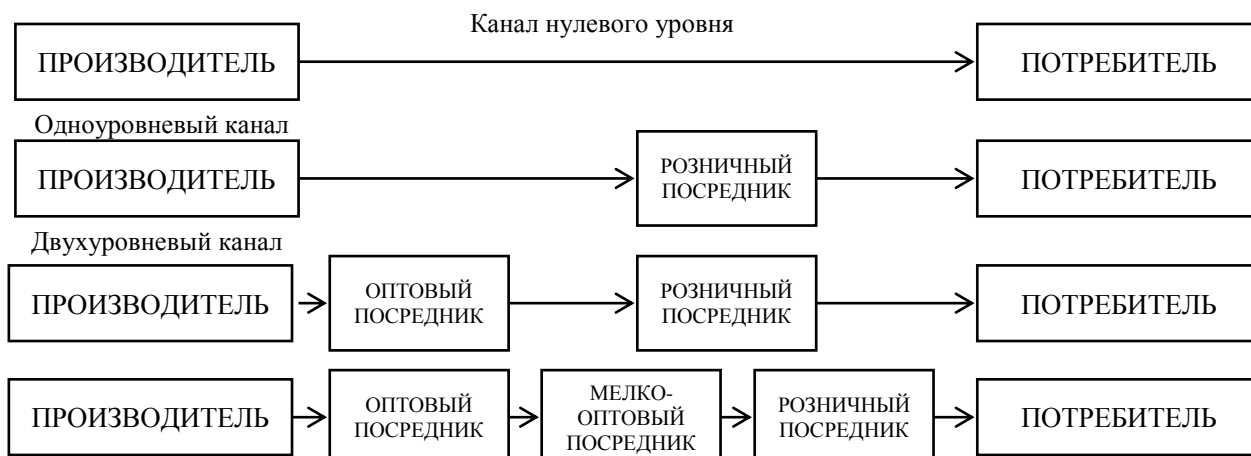 Канал нулевого уровня
ПРОИЗВОДИТЕЛЬ
ПОТРЕБИТЕЛЬ
Одноуровневый канал
ПРОИЗВОДИТЕЛЬ
РОЗНИЧНЫЙ
ПОСРЕДНИК
ПОТРЕБИТЕЛЬ
Двухуровневый канал
ПРОИЗВОДИТЕЛЬ
ОПТОВЫЙ
ПОСРЕДНИК
РОЗНИЧНЫЙ
ПОСРЕДНИК
ПОТРЕБИТЕЛЬ
ПРОИЗВОДИТЕЛЬ
ОПТОВЫЙ
ПОСРЕДНИК
МЕЛКО-
ОПТОВЫЙ
ПОСРЕДНИК
РОЗНИЧНЫЙ
ПОСРЕДНИК
ПОТРЕБИТЕЛЬ